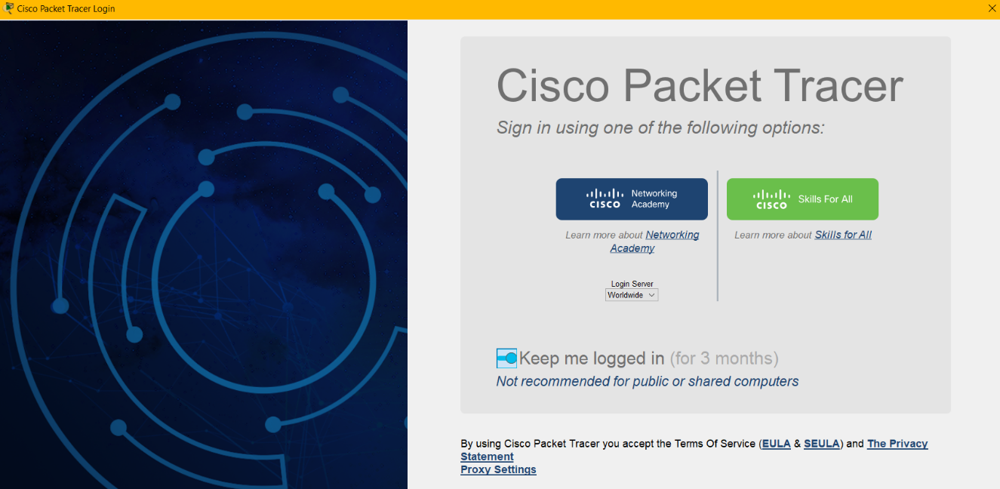 Cisco Packet Tracer Login
Cisco Packet Tracer
Sign in using one of the following options:
CISCO
Networking
Academy
CISCO
Skills For All
Learn more about Networking
Academy
Learn more about Skills for All
Login Server
Worldwide
Keep me logged in (for 3 months)
Not recommended for public or shared computers
By using Cisco Packet Tracer you accept the Terms Of Service (EULA & SEULA) and The Privacy
Statement
Proxy Settings